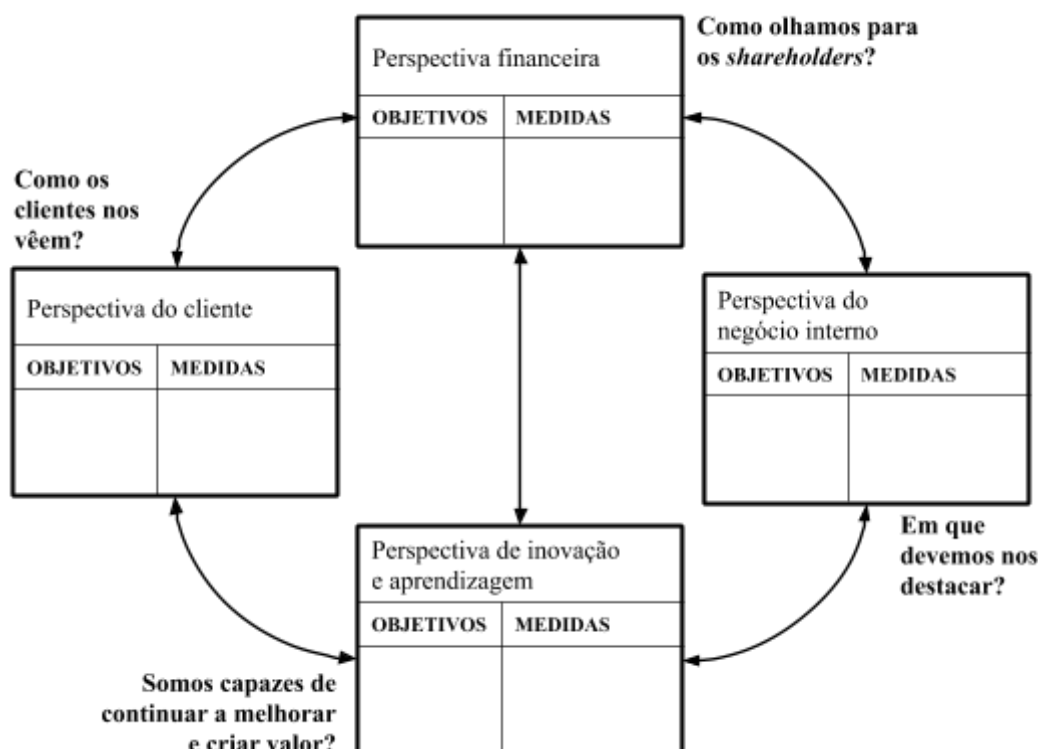 Como olhamos para
os shareholders?
Perspectiva financeira
OBJETIVOS MEDIDAS
Como os
clientes nos
vêem?
Perspectiva do cliente
OBJETIVOS MEDIDAS
Perspectiva do
negócio interno
OBJETIVOS MEDIDAS
Em que
devemos nos
destacar?
Perspectiva de inovação
e aprendizagem
OBJETIVOS MEDIDAS
Somos capazes de
continuar a melhorar
e criar valor?